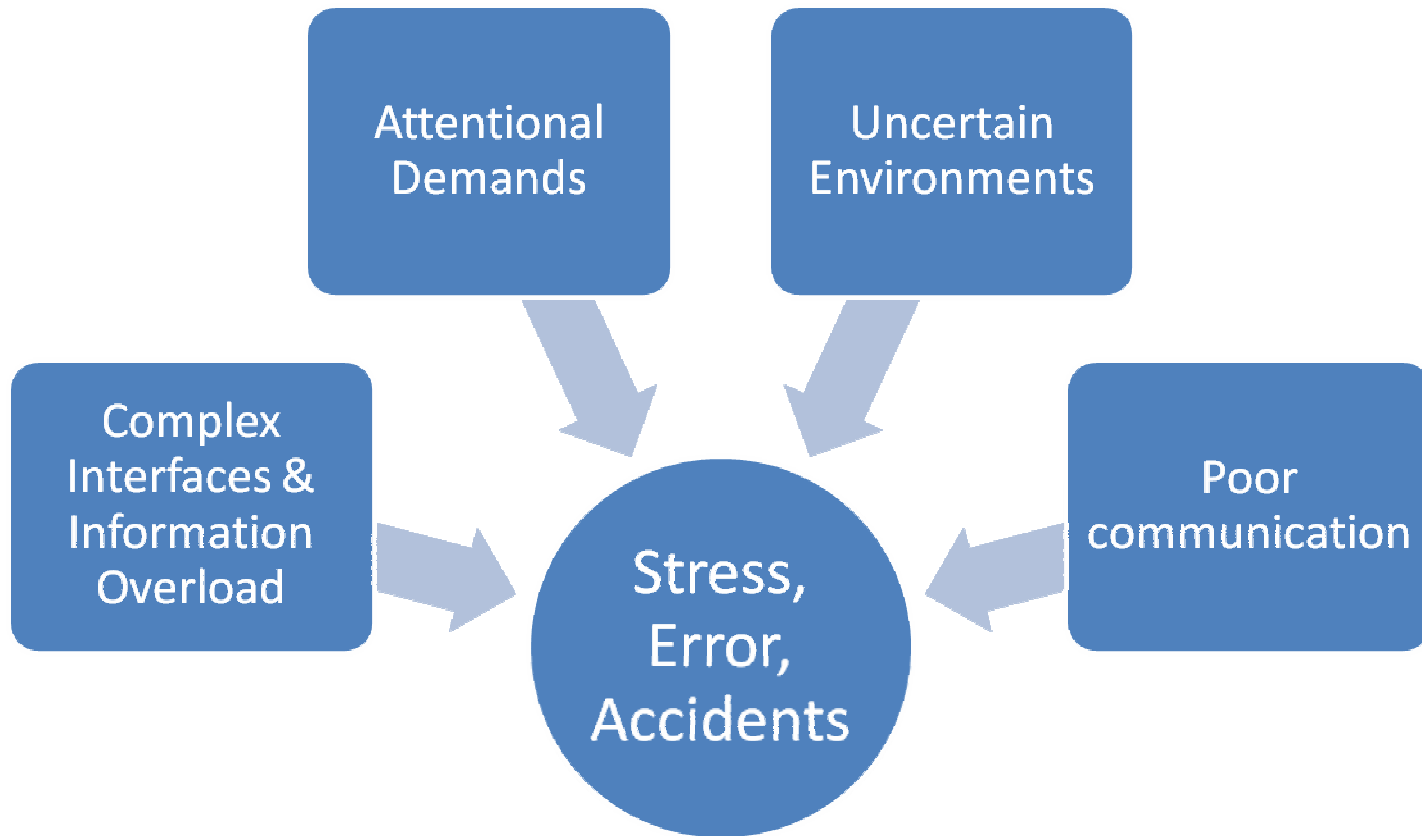 Attentional
Demands
Uncertain
Environments
Complex
Interfaces &
Information
Overload
Poor
communication
Stress,
Error,
Accidents